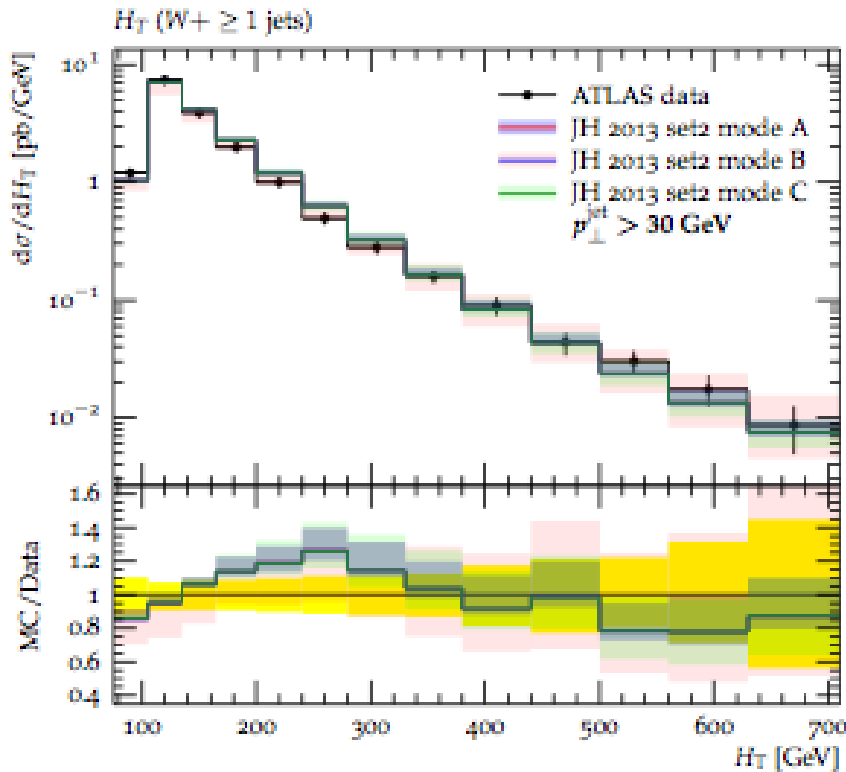 H_T (W+ ≥ 1 jets)
dσ/dH_T [pb/GeV]
10^1
1
10^−1
10^−2
ATLAS data
JH 2013 set2 mode A
JH 2013 set2 mode B
JH 2013 set2 mode C
p_⊥^jet > 30 GeV
MC/Data
1.6
1.4
1.2
1
0.8
0.6
0.4
100 200 300 400 500 600 700
H_T [GeV]